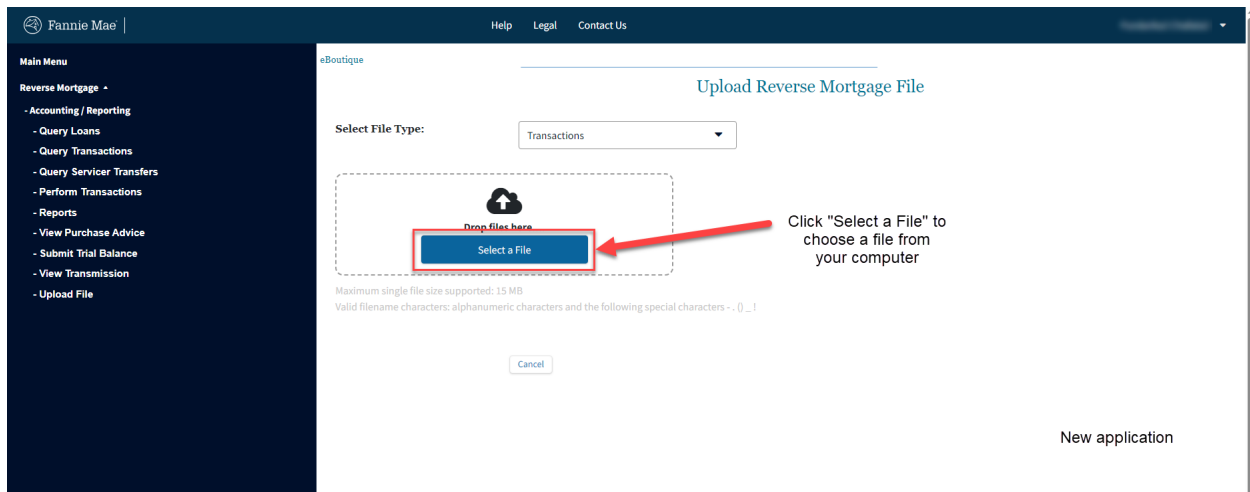 Fannie Mae
Help Legal Contact Us
Main Menu
Reverse Mortgage
- Accounting / Reporting
- Query Loans
- Query Transactions
- Query Servicer Transfers
- Perform Transactions
- Reports
- View Purchase Advice
- Submit Trial Balance
- View Transmission
- Upload File
eBoutique
Upload Reverse Mortgage File
Select File Type:
Transactions
Drop files here
Select a File
Click "Select a File" to
choose a file from
your computer
Maximum single file size supported: 15 MB
Valid filename characters: alphanumeric characters and the following special characters - . () _ !
Cancel
New application